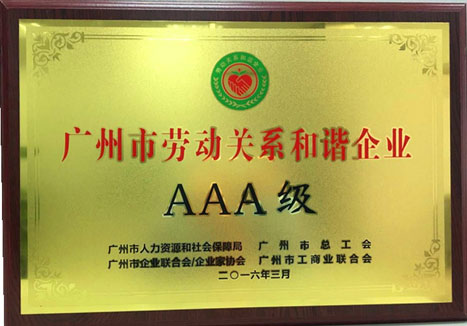 广州市劳动关系和谐企业
AAA级
广州市人力资源和社会保障局 广州市总工会
广州市企业联合会/企业家协会 广州市工商业联合会
二〇一六年三月